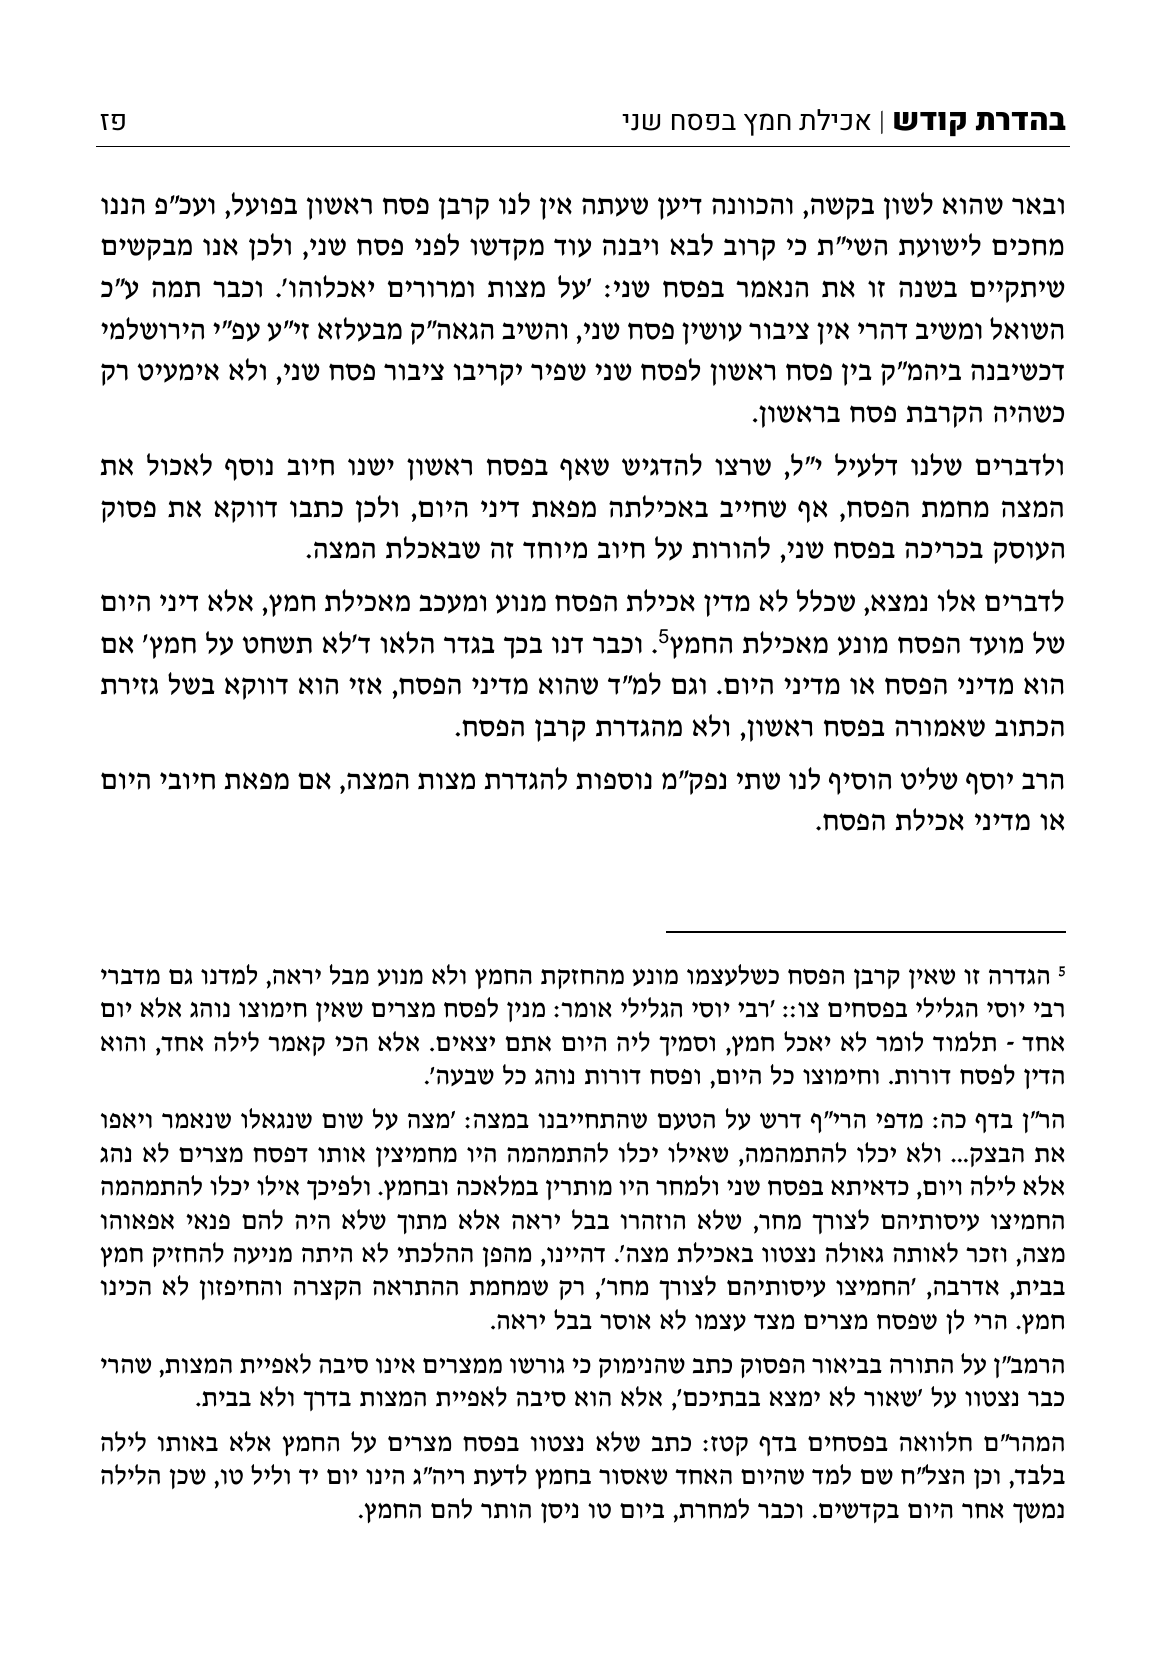 בהדרת קודש | אכילת חמץ בפסח שני פז
ובאר שהוא לשון בקשה, והכוונה דיען שעתה אין לנו קרבן פסח ראשון בפועל, ועכ"פ הננו
מחכים לישועת השי"ת כי קרוב לבא ויבנה עוד מקדשו לפני פסח שני, ולכן אנו מבקשים
שיתקיים בשנה זו את הנאמר בפסח שני: 'על מצות ומרורים יאכלוהו'. וכבר תמה ע"כ
השואל ומשיב דהרי אין ציבור עושין פסח שני, והשיב הגאה"ק מבעלזא זי"ע עפ"י הירושלמי
דכשיבנה ביהמ"ק בין פסח ראשון לפסח שני שפיר יקריבו ציבור פסח שני, ולא אימעיט רק
כשהיה הקרבת פסח בראשון.
ולדברים שלנו דלעיל י"ל, שרצו להדגיש שאף בפסח ראשון ישנו חיוב נוסף לאכול את
המצה מחמת הפסח, אף שחייב באכילתה מפאת דיני היום, ולכן כתבו דווקא את פסוק
העוסק בכריכה בפסח שני, להורות על חיוב מיוחד זה שבאכלת המצה.
לדברים אלו נמצא, שכלל לא מדין אכילת הפסח מנוע ומעכב מאכילת חמץ, אלא דיני היום
של מועד הפסח מונע מאכילת החמץ5. וכבר דנו בכך בגדר הלאו ד'לא תשחט על חמץ' אם
הוא מדיני הפסח או מדיני היום. וגם למ"ד שהוא מדיני הפסח, אזי הוא דווקא בשל גזירת
הכתוב שאמורה בפסח ראשון, ולא מהגדרת קרבן הפסח.
הרב יוסף שליט הוסיף לנו שתי נפק"מ נוספות להגדרת מצות המצה, אם מפאת חיובי היום
או מדיני אכילת הפסח.
5 הגדרה זו שאין קרבן הפסח כשלעצמו מונע מהחזקת החמץ ולא מנוע מבל יראה, למדנו גם מדברי
רבי יוסי הגלילי בפסחים צו:: 'רבי יוסי הגלילי אומר: מנין לפסח מצרים שאין חימוצו נוהג אלא יום
אחד - תלמוד לומר לא יאכל חמץ, וסמיך ליה היום אתם יצאים. אלא הכי קאמר לילה אחד, והוא
הדין לפסח דורות. וחימוצו כל היום, ופסח דורות נוהג כל שבעה'.
הר"ן בדף כה: מדפי הרי"ף דרש על הטעם שהתחייבנו במצה: 'מצה על שום שנגאלו שנאמר ויאפו
את הבצק... ולא יכלו להתמהמה, שאילו יכלו להתמהמה היו מחמיצין אותו דפסח מצרים לא נהג
אלא לילה ויום, כדאיתא בפסח שני ולמחר היו מותרין במלאכה ובחמץ. ולפיכך אילו יכלו להתמהמה
החמיצו עיסותיהם לצורך מחר, שלא הוזהרו בבל יראה אלא מתוך שלא היה להם פנאי אפאוהו
מצה, וזכר לאותה גאולה נצטוו באכילת מצה'. דהיינו, מהפן ההלכתי לא היתה מניעה להחזיק חמץ
בבית, אדרבה, 'החמיצו עיסותיהם לצורך מחר', רק שמחמת ההתראה הקצרה והחיפזון לא הכינו
חמץ. הרי לן שפסח מצרים מצד עצמו לא אוסר בבל יראה.
הרמב"ן על התורה בביאור הפסוק כתב שהנימוק כי גורשו ממצרים אינו סיבה לאפיית המצות, שהרי
כבר נצטוו על 'שאור לא ימצא בבתיכם', אלא הוא סיבה לאפיית המצות בדרך ולא בבית.
המהר"ם חלוואה בפסחים בדף קטז: כתב שלא נצטוו בפסח מצרים על החמץ אלא באותו לילה
בלבד, וכן הצל"ח שם למד שהיום האחד שאסור בחמץ לדעת ריה"ג הינו יום יד וליל טו, שכן הלילה
נמשך אחר היום בקדשים. וכבר למחרת, ביום טו ניסן הותר להם החמץ.